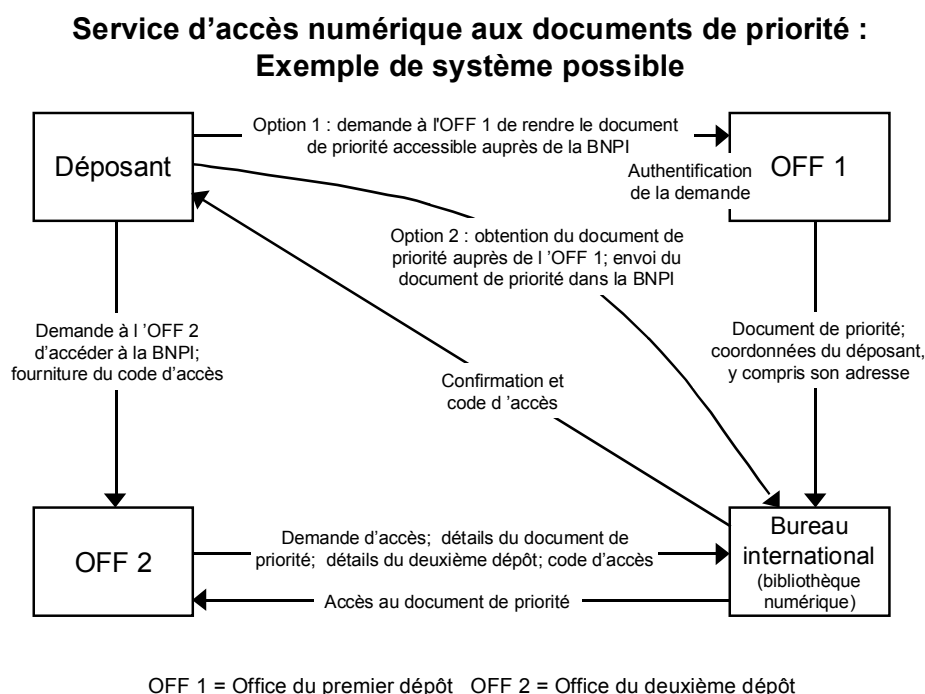 Service d'accès numérique aux documents de priorité :
Exemple de système possible
Déposant
Option 1 : demande à l'OFF 1 de rendre le document
de priorité accessible auprès de la BNPI
Authentification
de la demande
OFF 1
Option 2 : obtention du document de
priorité auprès de l 'OFF 1; envoi du
document de priorité dans la BNPI
Demande à l 'OFF 2
d'accéder à la BNPI;
fourniture du code d'accès
Document de priorité;
coordonnées du déposant,
y compris son adresse
Confirmation et
code d 'accès
OFF 2
Demande d'accès; détails du document de
priorité; détails du deuxième dépôt; code d'accès
Accès au document de priorité
Bureau
international
(bibliothèque
numérique)
OFF 1 = Office du premier dépôt OFF 2 = Office du deuxième dépôt